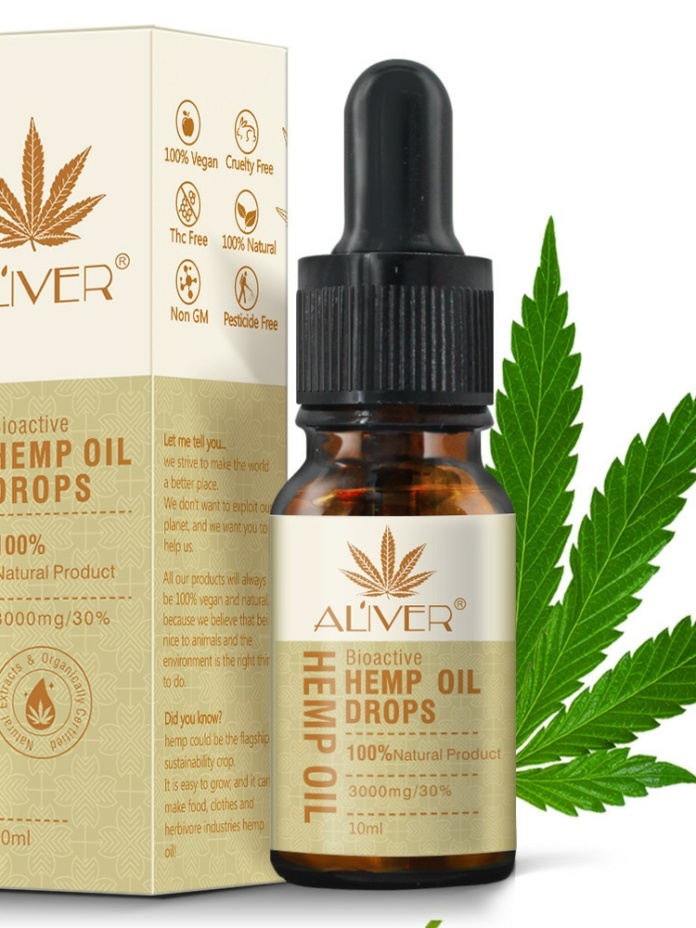 100% Vegan Cruelty Free
Thc Free 100% Natural
Non GM Pesticide Free
Let me tell you...
we strive to make the world
a better place.
We don't want to exploit our
planet, and we want you to
help us.
All our products will always
be 100% vegan and natural,
because we believe that
nice to animals and the
environment is the right
to do.
Did you know?
hemp could be the flagship
sustainability crop.
It is easy to grow; and it can
make food, clothes and
herbivore industries hemp
oil!
L'IVER®
ioactive
HEMP OIL
DROPS
100%
Natural Product
3000mg/30%
Natural Extracts & Organically Certified
0ml
AL'IVER®
HEMP OIL
Bioactive
HEMP OIL
DROPS
100%Natural Product
3000mg/30%
10ml